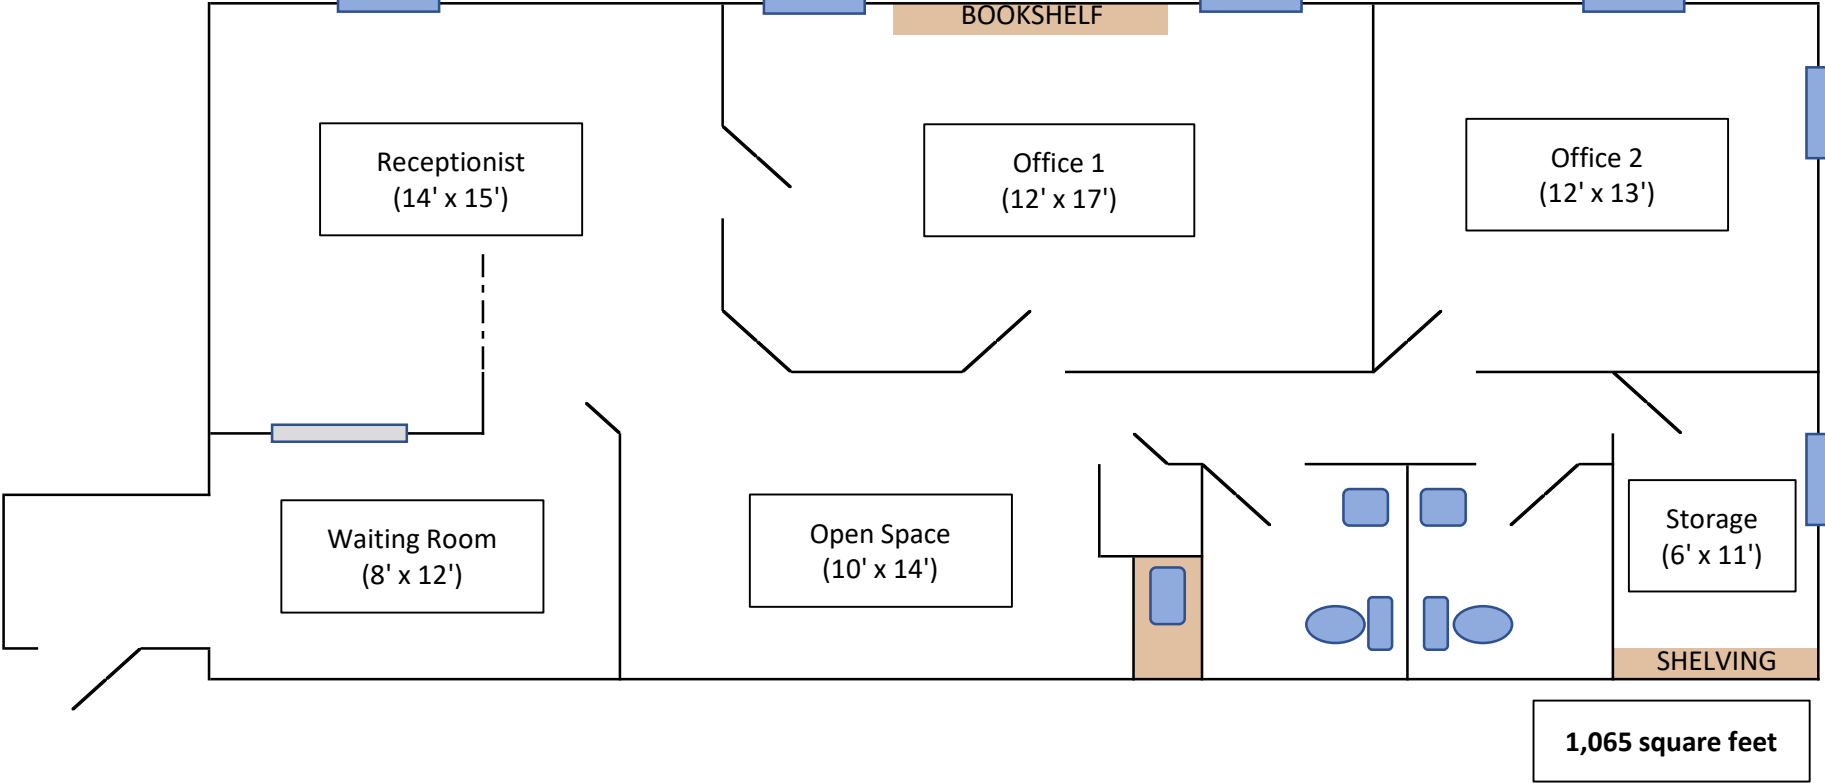 BOOKSHELF
Receptionist
(14' x 15')
Office 1
(12' x 17')
Office 2
(12' x 13')
Waiting Room
(8' x 12')
Open Space
(10' x 14')
Storage
(6' x 11')
SHELVING
1,065 square feet